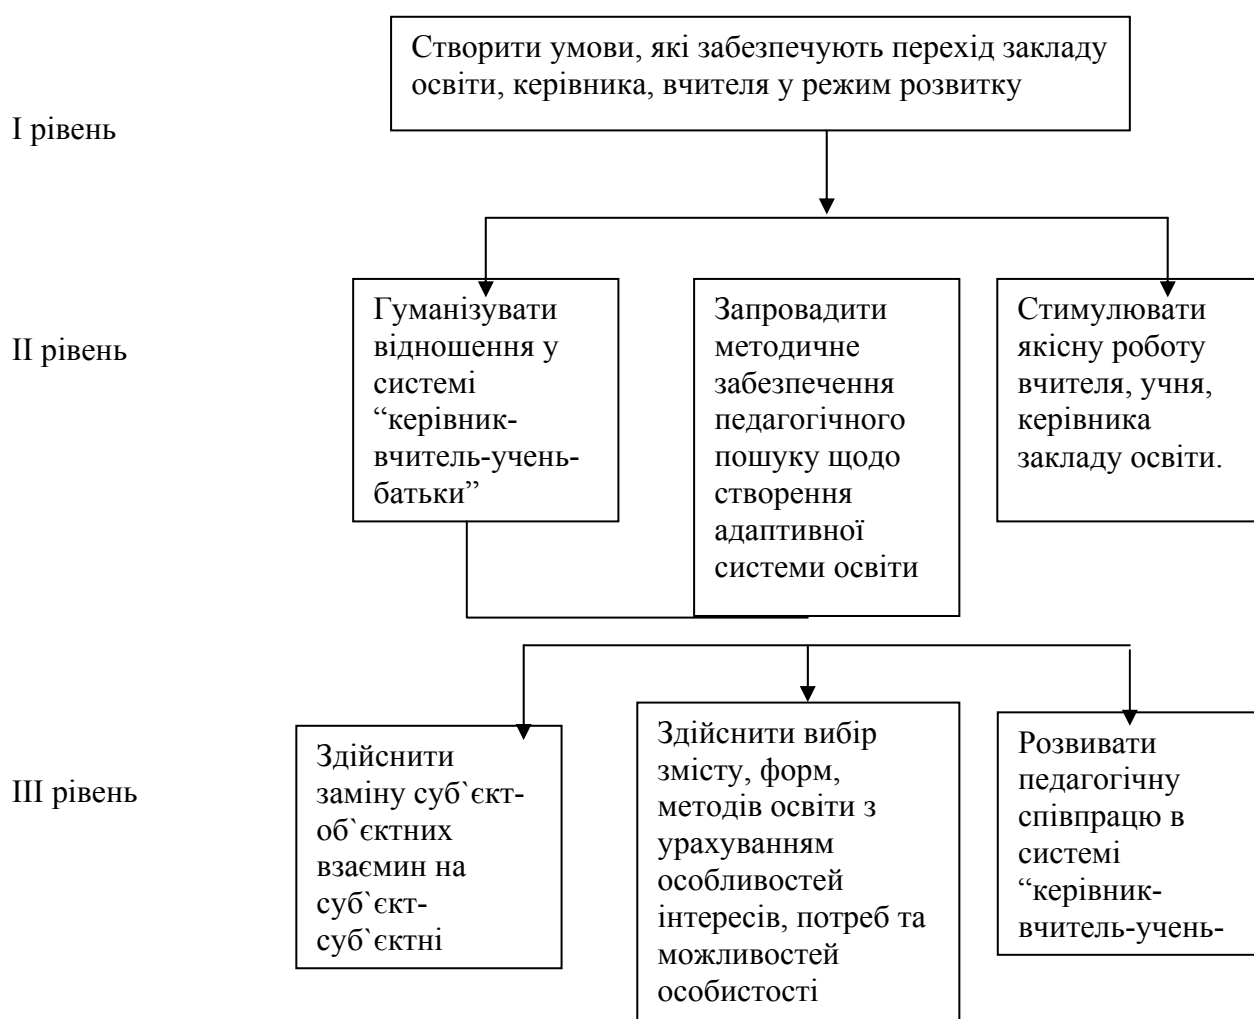 Створити умови, які забезпечують перехід закладу
освіти, керівника, вчителя у режим розвитку
I рівень
II рівень
Гуманізувати
відношення у
системі
“керівник-
вчитель-учень-
батьки”
Запровадити
методичне
забезпечення
педагогічного
пошуку щодо
створення
адаптивної
системи освіти
Стимулювати
якісну роботу
вчителя, учня,
керівника
закладу освіти.
III рівень
Здійснити
заміну суб`єкт-
об`єктних
взаємин на
суб`єкт-
суб`єктні
Здійснити вибір
змісту, форм,
методів освіти з
урахуванням
особливостей
інтересів, потреб та
можливостей
особистості
Розвивати
педагогічну
співпрацю в
системі
“керівник-
вчитель-учень-